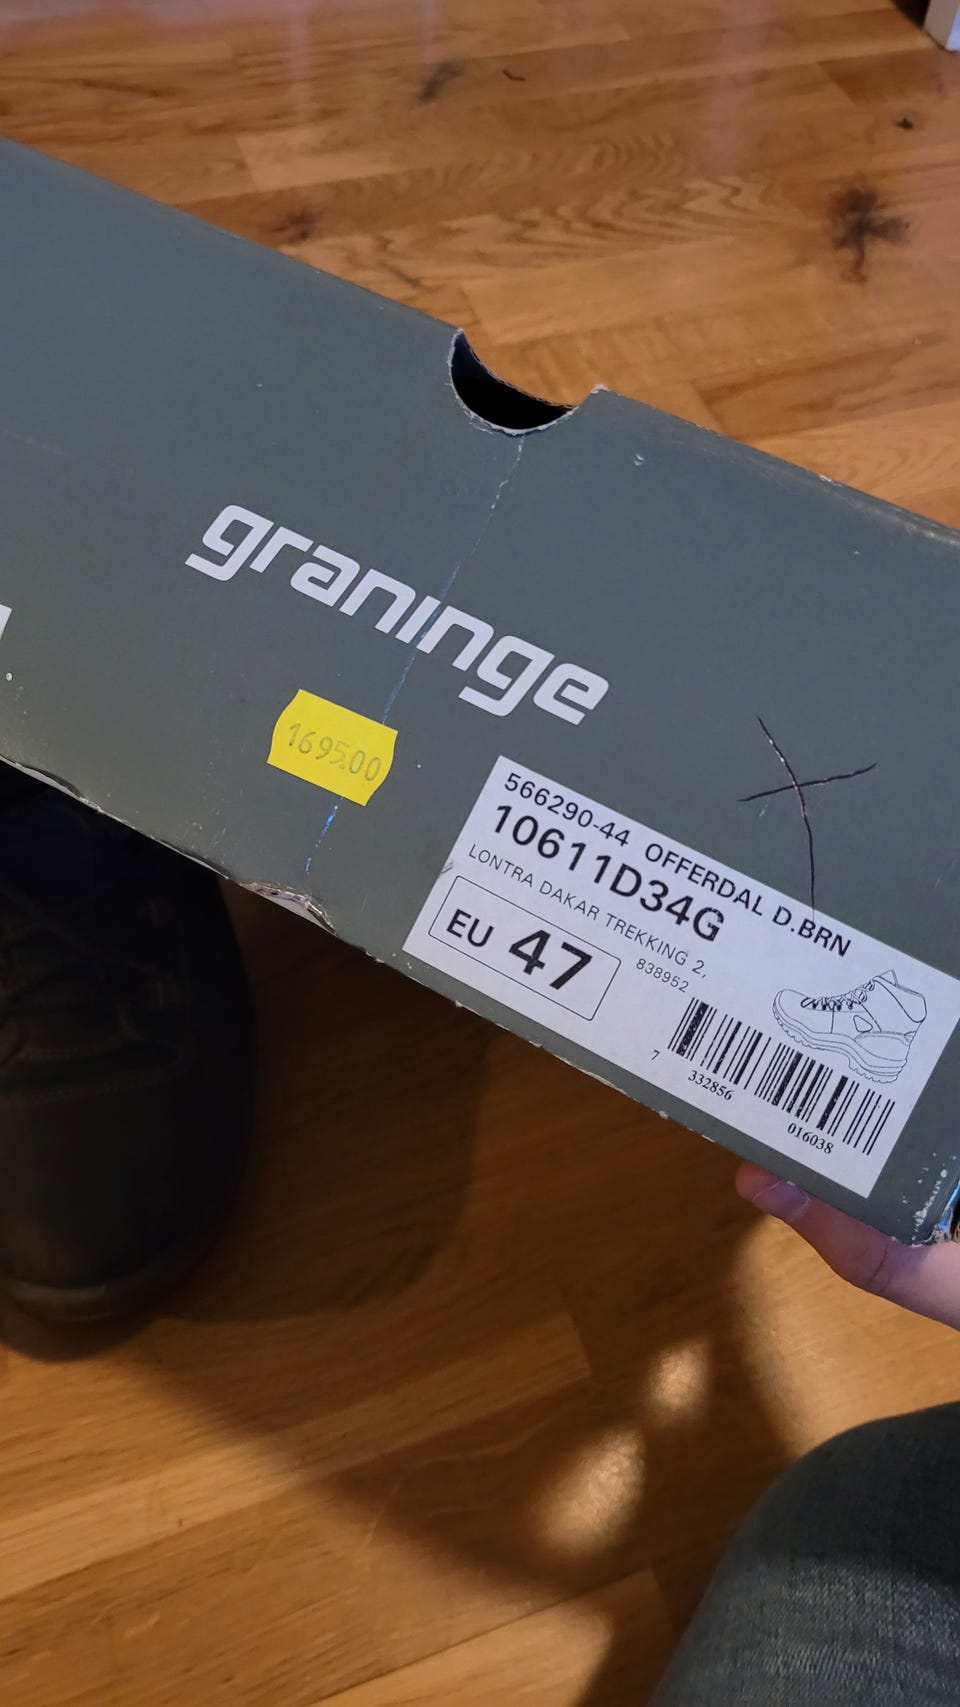 graninge
1695.00
566290-44 OFFERDAL D.BRN
10611D34G
LONTRA DAKAR TREKKING 2,
838952
EU 47
7 332856 016038